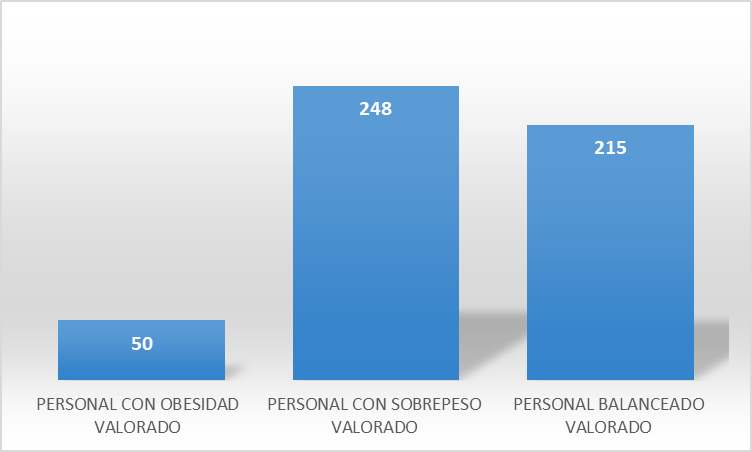 248
215
50
PERSONAL CON OBESIDAD
VALORADO
PERSONAL CON SOBREPESO
VALORADO
PERSONAL BALANCEADO
VALORADO